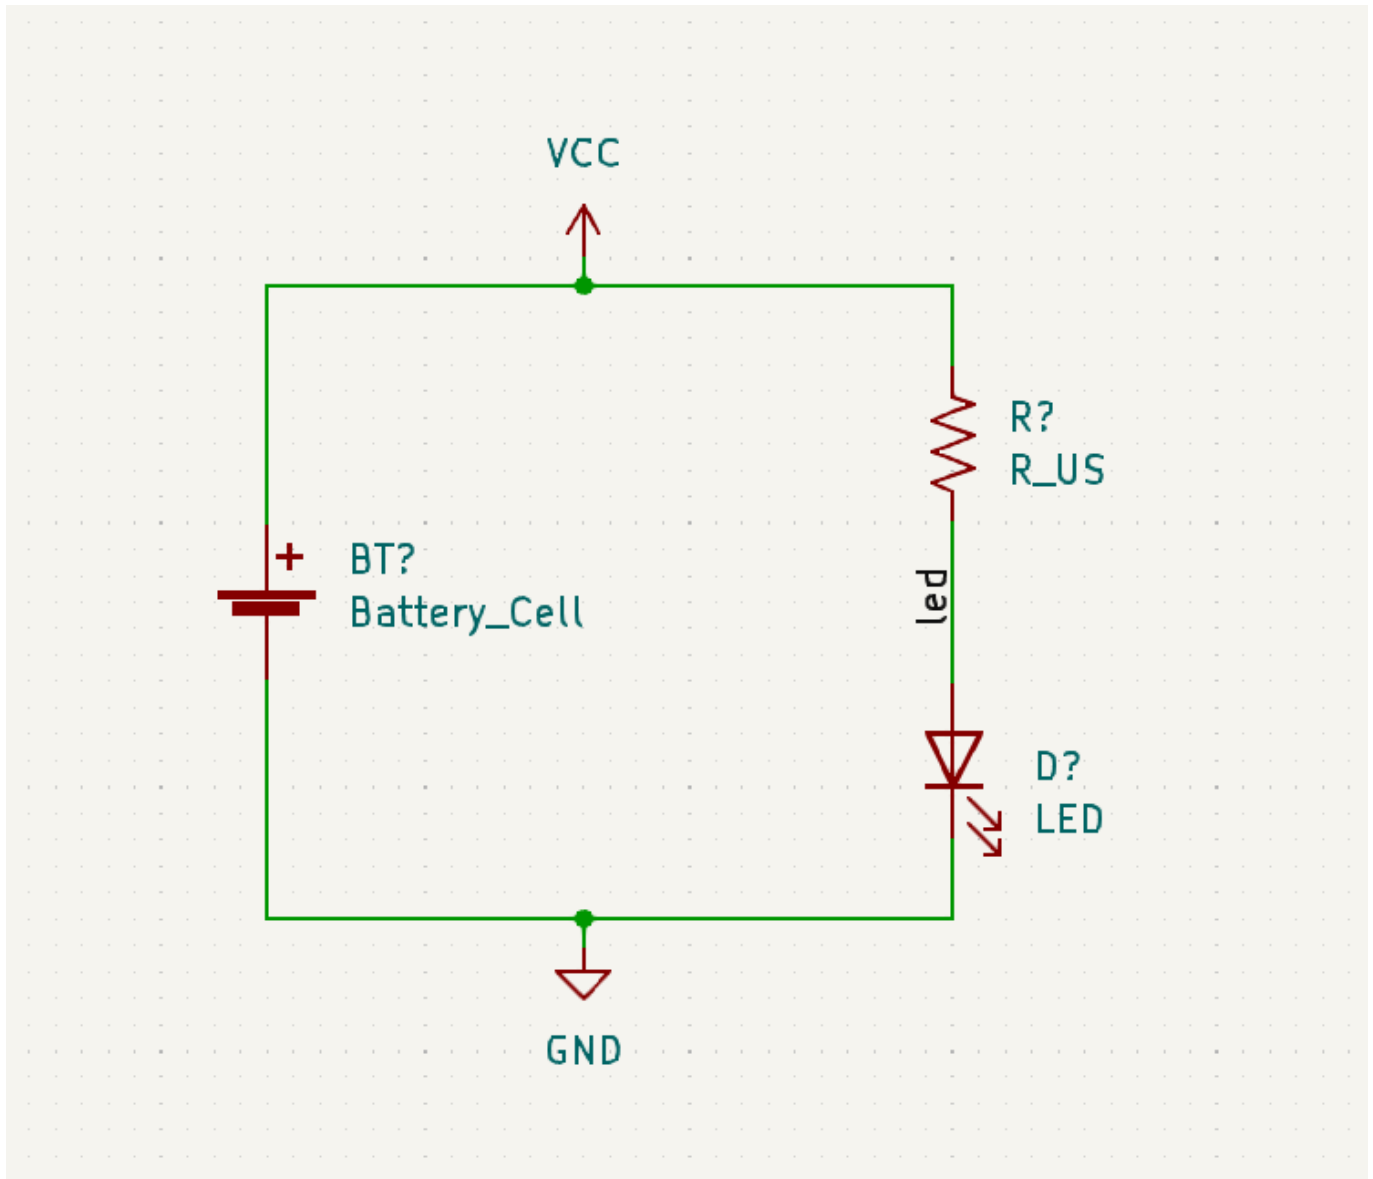 VCC
R?
R_US
BT?
Battery_Cell
led
D?
LED
GND